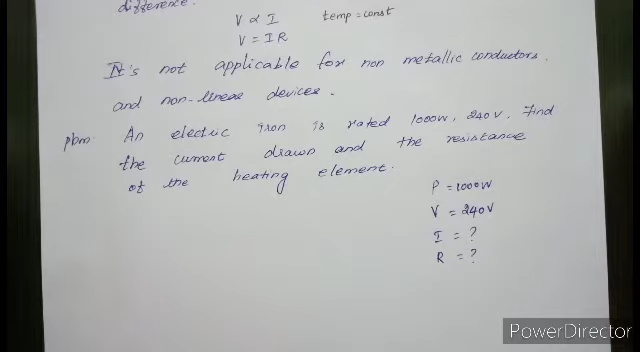 difference.
V ∝ I temp = const
V = I R
It's not applicable for non metallic conductors.
and non-linear devices.
pbm: An electric iron is rated 1000W, 240V. Find
the current drawn and the resistance
of the heating element.
P = 1000W
V = 240V
I = ?
R = ?
PowerDirector